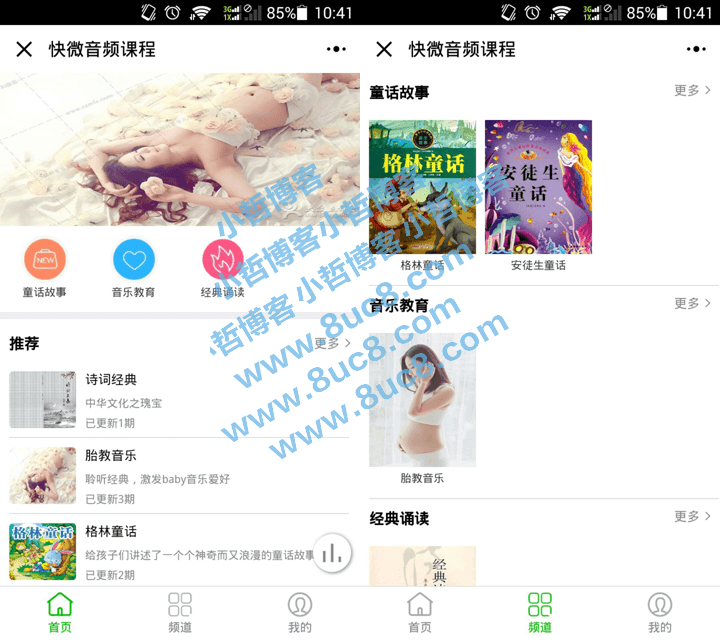 3G 1X 85% 10:41
快微音频课程
童话故事
音乐教育
经典诵读
推荐
更多
诗词经典
中华文化之瑰宝
已更新1期
胎教音乐
聆听经典，激发baby音乐爱好
已更新3期
格林童话
格林童话
给孩子们讲述了一个个神奇而又浪漫的童话故事
已更新2期
首页
频道
我的
3G 1X 85% 10:41
快微音频课程
童话故事
更多
格林童话
安徒生
童话
格林童话
安徒生童话
音乐教育
更多
胎教音乐
经典诵读
更多
经典
首页
频道
我的
小哲博客
小哲博客 小哲博客
哲博客 小哲博客
www.8uc8.com
www.8uc8.com
www.8uc8.com